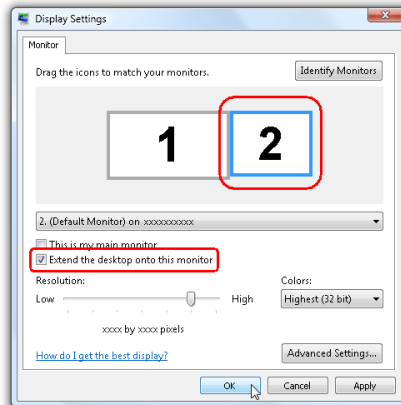 Display Settings
Monitor
Drag the icons to match your monitors.
Identify Monitors
1 2
2. (Default Monitor) on xxxxxxxxxx
This is my main monitor
Extend the desktop onto this monitor
Resolution: Colors:
Low High Highest (32 bit)
xxxx by xxxx pixels
How do I get the best display? Advanced Settings...
OK Cancel Apply